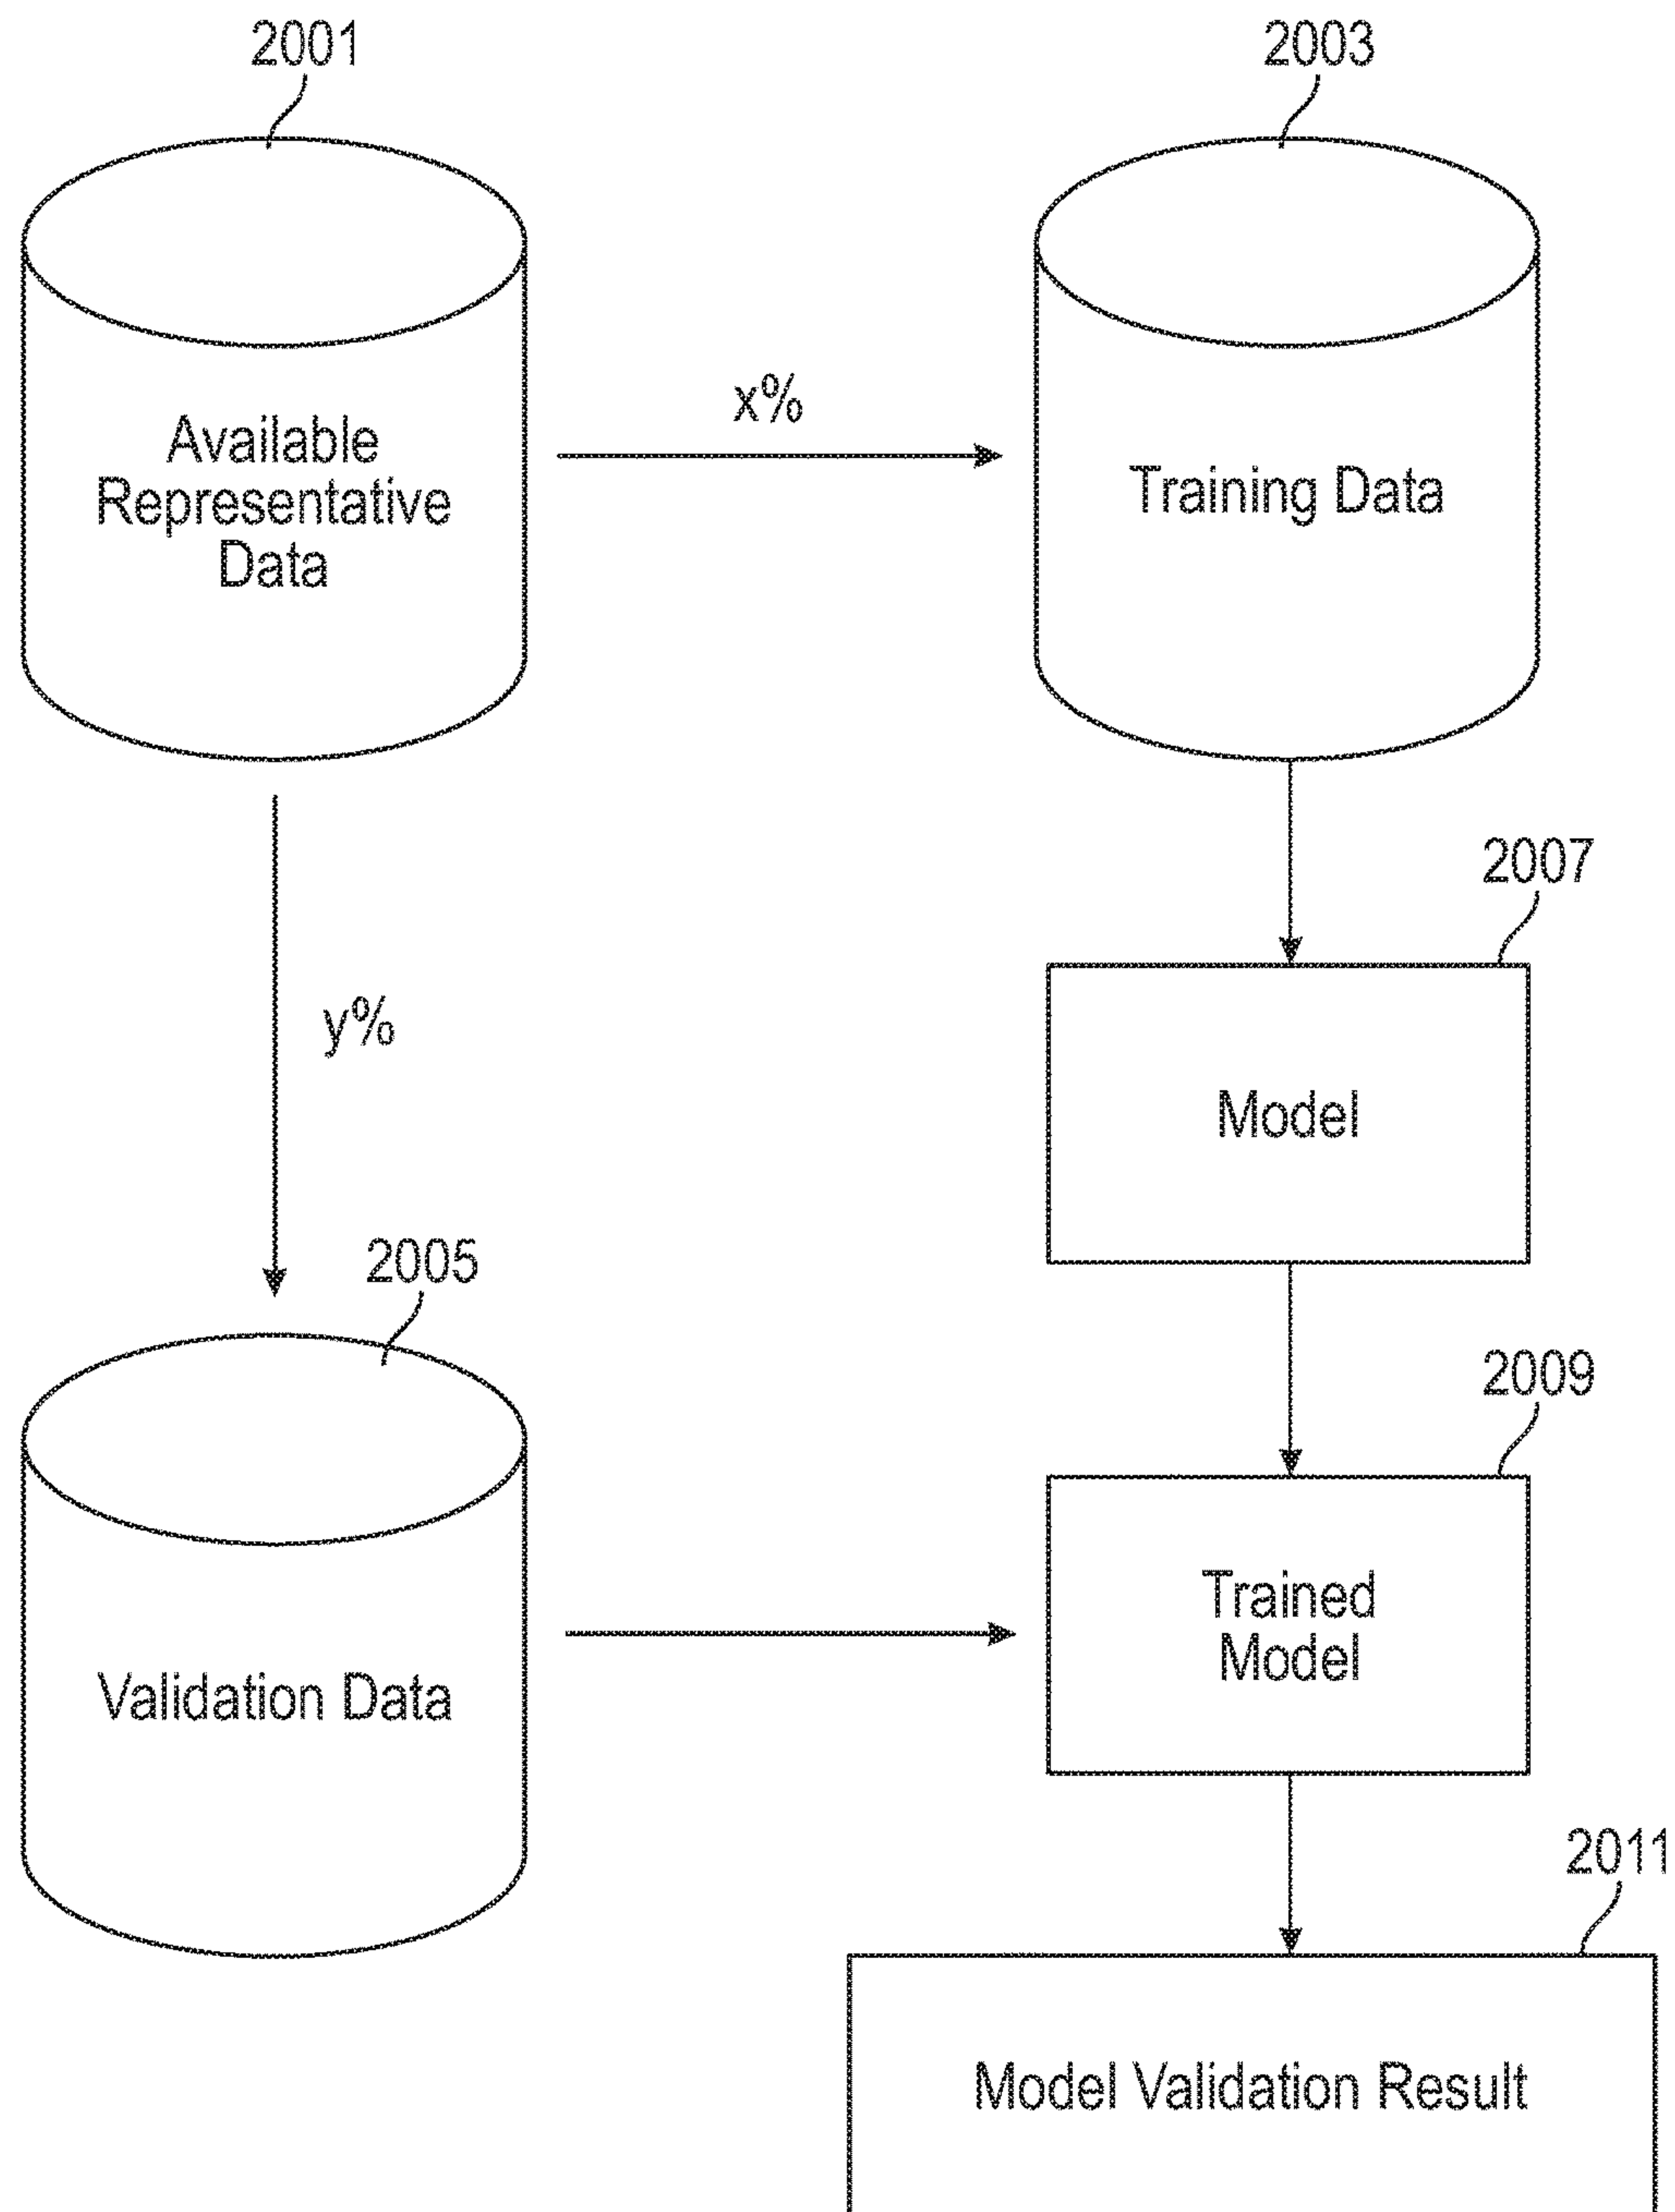 2001
2003
Available
Representative
Data
x%
Training Data
2007
y%
Model
2005
2009
Trained
Model
Validation Data
2011
Model Validation Result